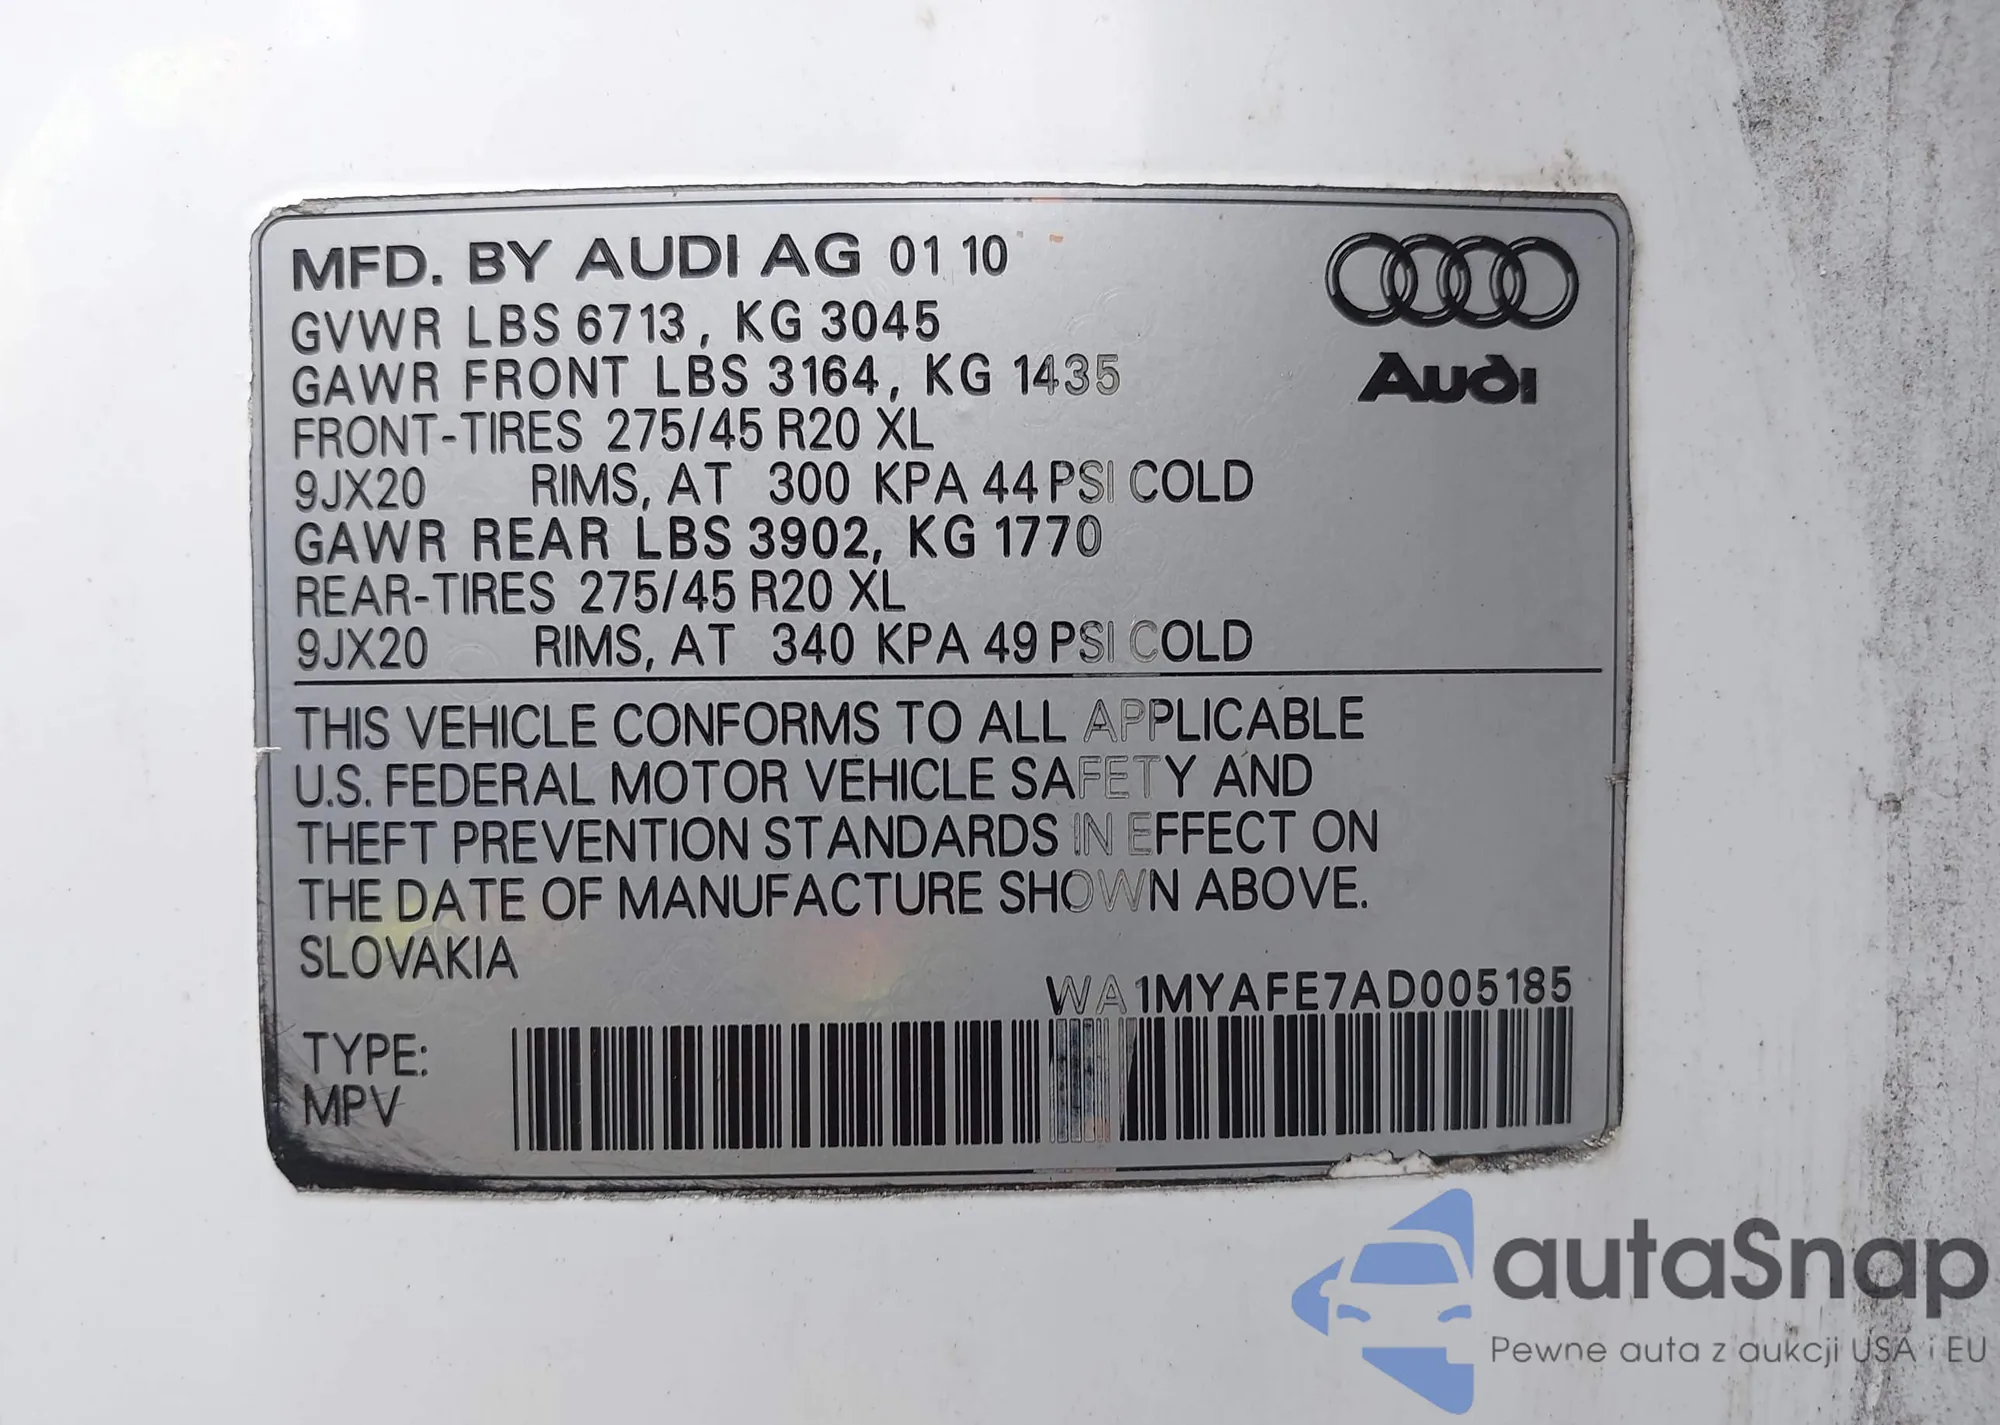 MFD. BY AUDI AG 01 10
GVWR LBS 6713, KG 3045
GAWR FRONT LBS 3164, KG 1435
FRONT-TIRES 275/45 R20 XL
9JX20 RIMS, AT 300 KPA 44 PSI COLD
GAWR REAR LBS 3902, KG 1770
REAR-TIRES 275/45 R20 XL
9JX20 RIMS, AT 340 KPA 49 PSI COLD
Audi
THIS VEHICLE CONFORMS TO ALL APPLICABLE
U.S. FEDERAL MOTOR VEHICLE SAFETY AND
THEFT PREVENTION STANDARDS IN EFFECT ON
THE DATE OF MANUFACTURE SHOWN ABOVE.
SLOVAKIA
WA1MYAFE7AD005185
TYPE:
MPV
autaSnap
Pewne auta z aukcji USA i EU